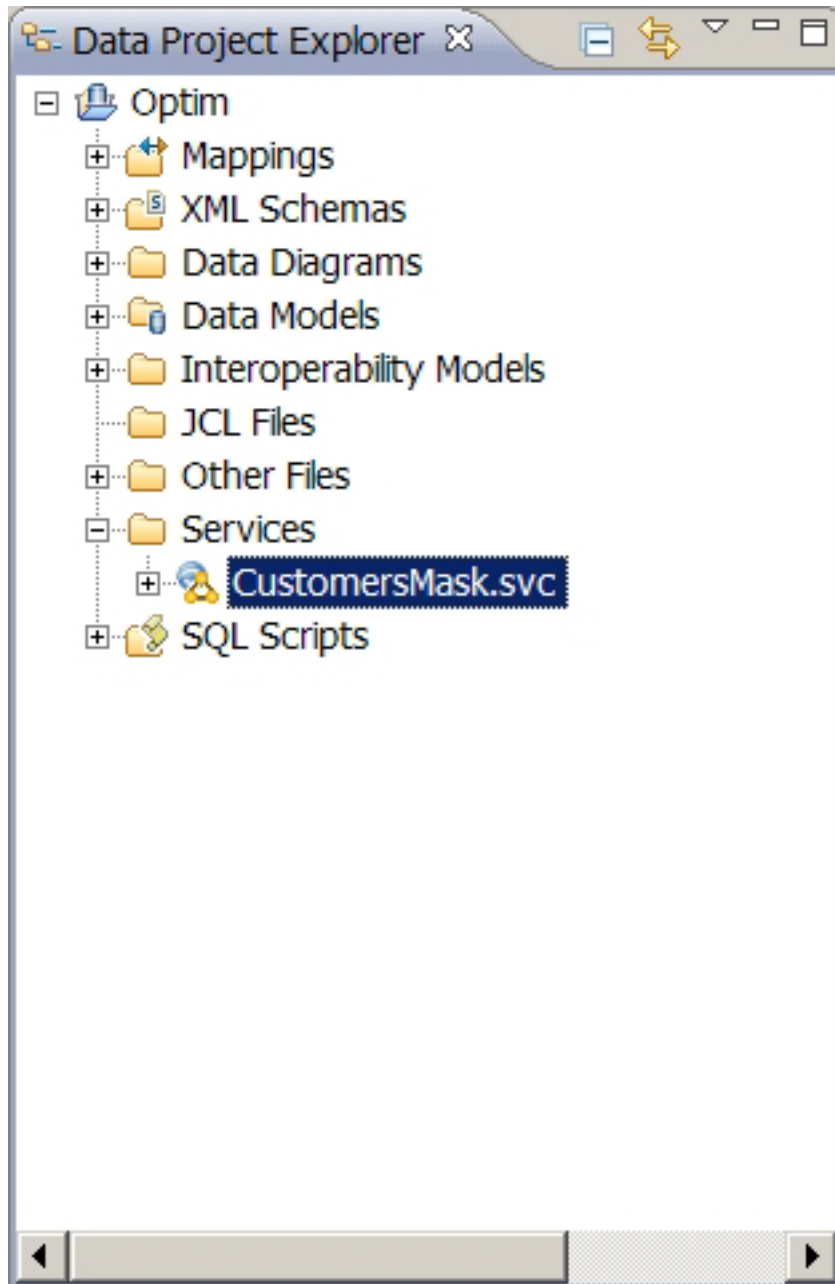 Data Project Explorer
Optim
Mappings
XML Schemas
Data Diagrams
Data Models
Interoperability Models
JCL Files
Other Files
Services
CustomersMask.svc
SQL Scripts